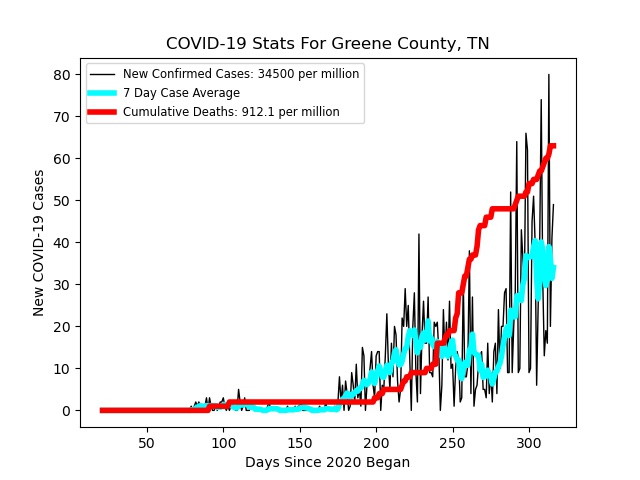 COVID-19 Stats For Greene County, TN
New Confirmed Cases: 34500 per million
7 Day Case Average
Cumulative Deaths: 912.1 per million
New COVID-19 Cases
80
70
60
50
40
30
20
10
0
50 100 150 200 250 300
Days Since 2020 Began